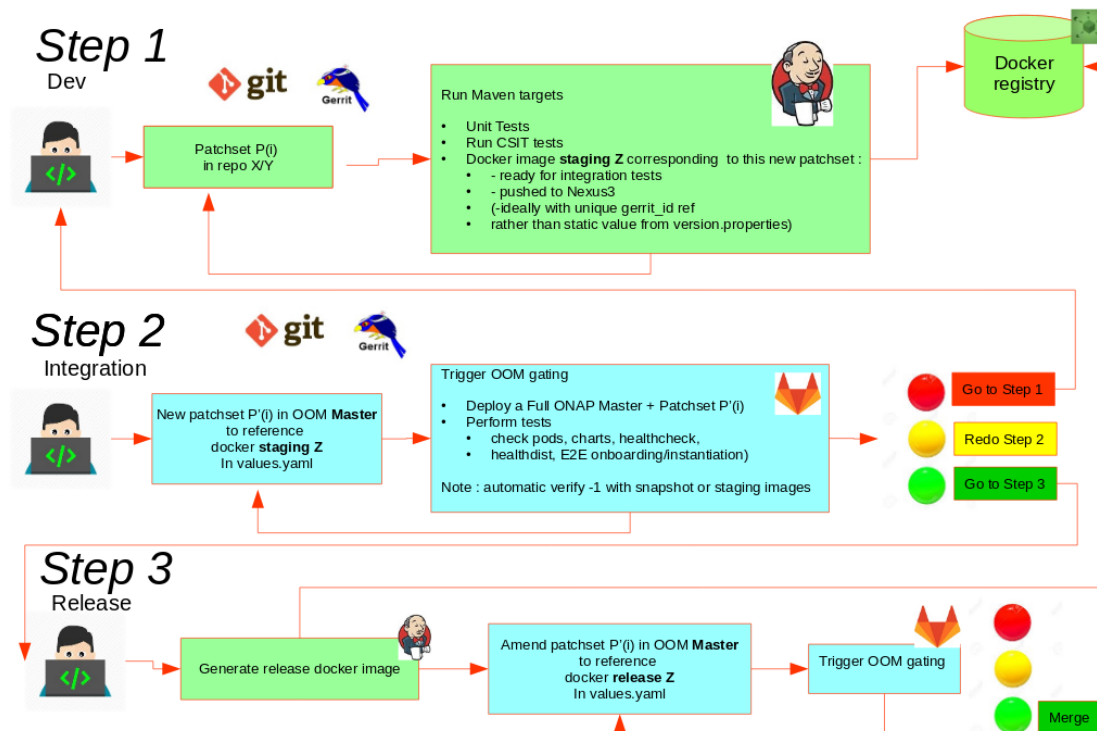 Step 1
Dev
git
Gerrit
Patchset P(i)
in repo X/Y
Run Maven targets
• Unit Tests
• Run CSIT tests
• Docker image staging Z corresponding to this new patchset :
• - ready for integration tests
• - pushed to Nexus3
• (-ideally with unique gerrit_id ref
• rather than static value from version.properties)
Docker
registry
</>
Step 2
Integration
git
Gerrit
New patchset P'(i) in OOM Master
to reference
docker staging Z
In values.yaml
Trigger OOM gating
• Deploy a Full ONAP Master + Patchset P'(i)
• Perform tests
• check pods, charts, healthcheck,
• healthdist, E2E onboarding/instantiation)
Note : automatic verify -1 with snapshot or staging images
Go to Step 1
Redo Step 2
Go to Step 3
</>
Step 3
Release
</>
Generate release docker image
Amend patchset P'(i) in OOM Master
to reference
docker release Z
In values.yaml
Trigger OOM gating
Merge